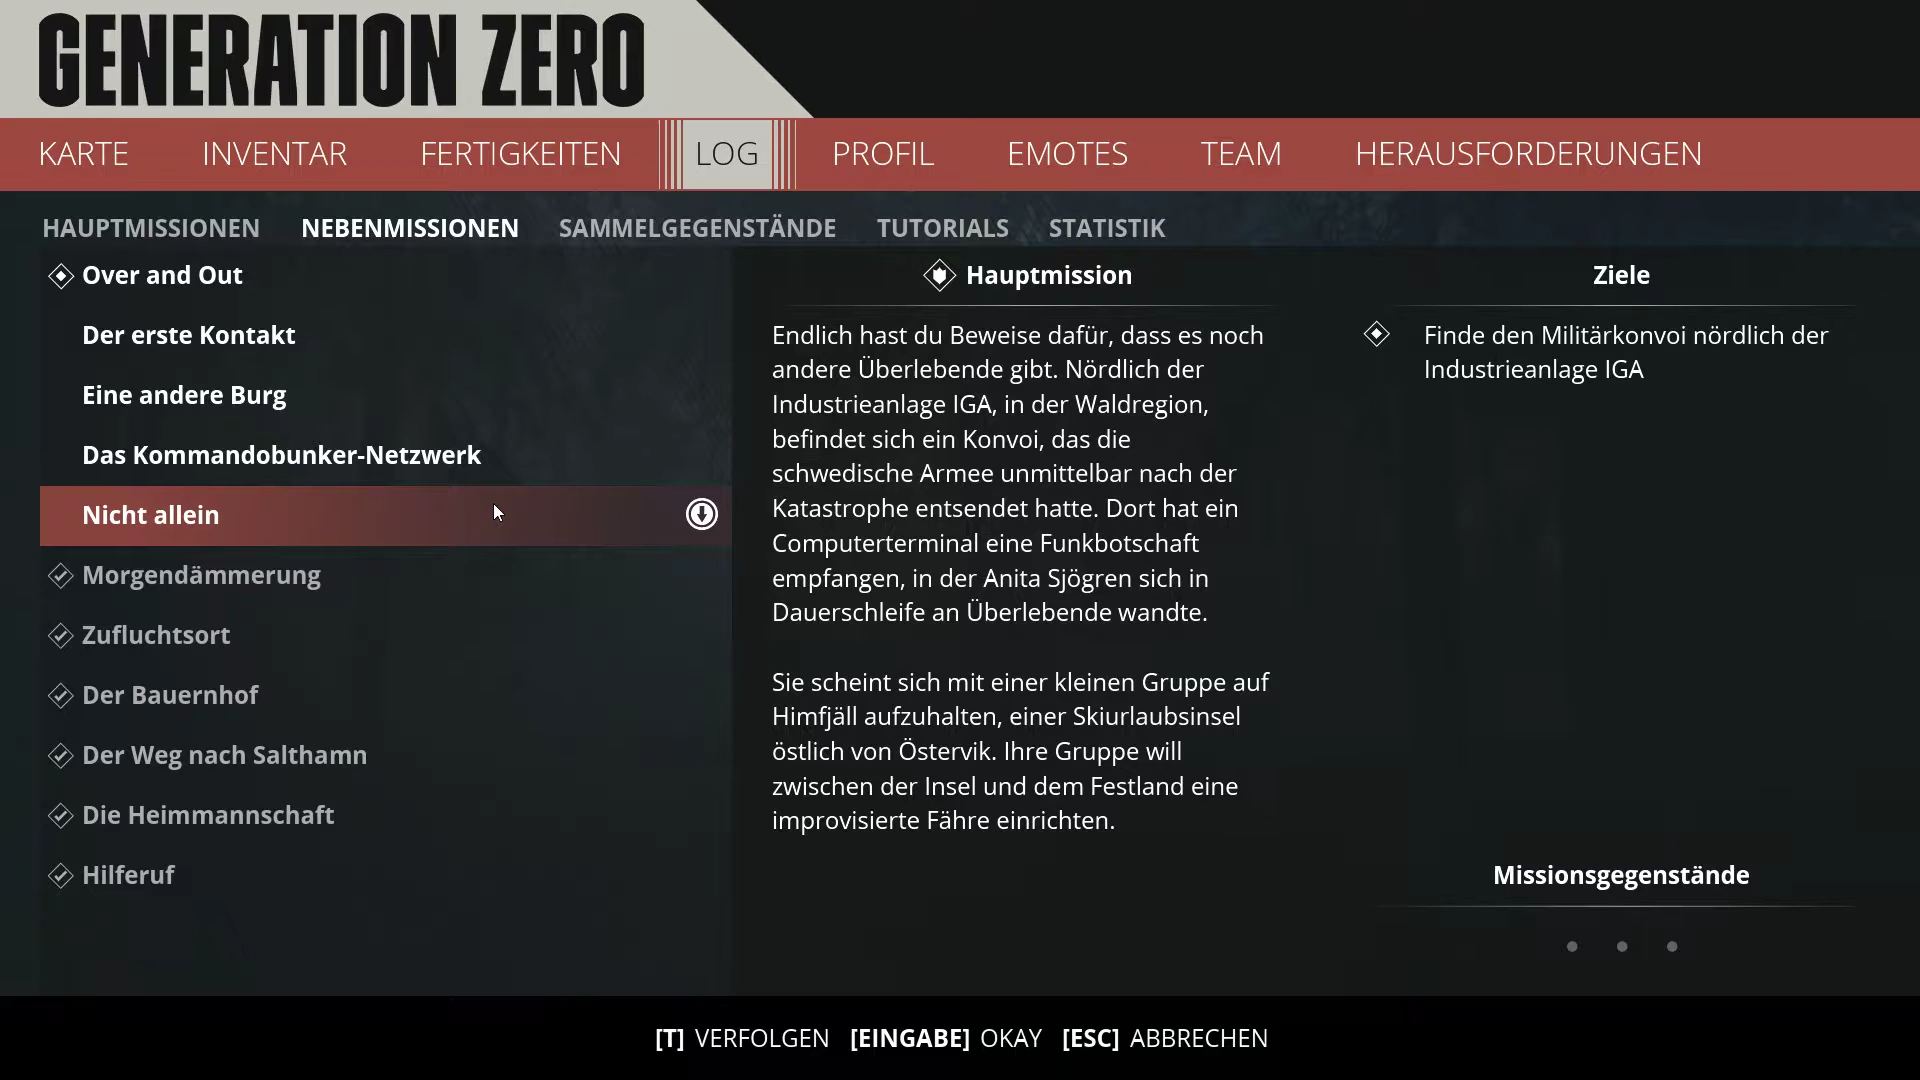 GENERATION ZERO
KARTE INVENTAR FERTIGKEITEN LOG PROFIL EMOTES TEAM HERAUSFORDERUNGEN
HAUPTMISSIONEN NEBENMISSIONEN SAMMELGEGENSTÄNDE TUTORIALS STATISTIK
Over and Out
Der erste Kontakt
Eine andere Burg
Das Kommandobunker-Netzwerk
Nicht allein
Morgendämmerung
Zufluchtsort
Der Bauernhof
Der Weg nach Salthamn
Die Heimmannschaft
Hilferuf
Hauptmission
Endlich hast du Beweise dafür, dass es noch
andere Überlebende gibt. Nördlich der
Industrieanlage IGA, in der Waldregion,
befindet sich ein Konvoi, das die
schwedische Armee unmittelbar nach der
Katastrophe entsendet hatte. Dort hat ein
Computerterminal eine Funkbotschaft
empfangen, in der Anita Sjögren sich in
Dauerschleife an Überlebende wandte.
Sie scheint sich mit einer kleinen Gruppe auf
Himfjäll aufzuhalten, einer Skiurlaubsinsel
östlich von Östervik. Ihre Gruppe will
zwischen der Insel und dem Festland eine
improvisierte Fähre einrichten.
Ziele
Finde den Militärkonvoi nördlich der
Industrieanlage IGA
Missionsgegenstände
[T] VERFOLGEN [EINGABE] OKAY [ESC] ABBRECHEN